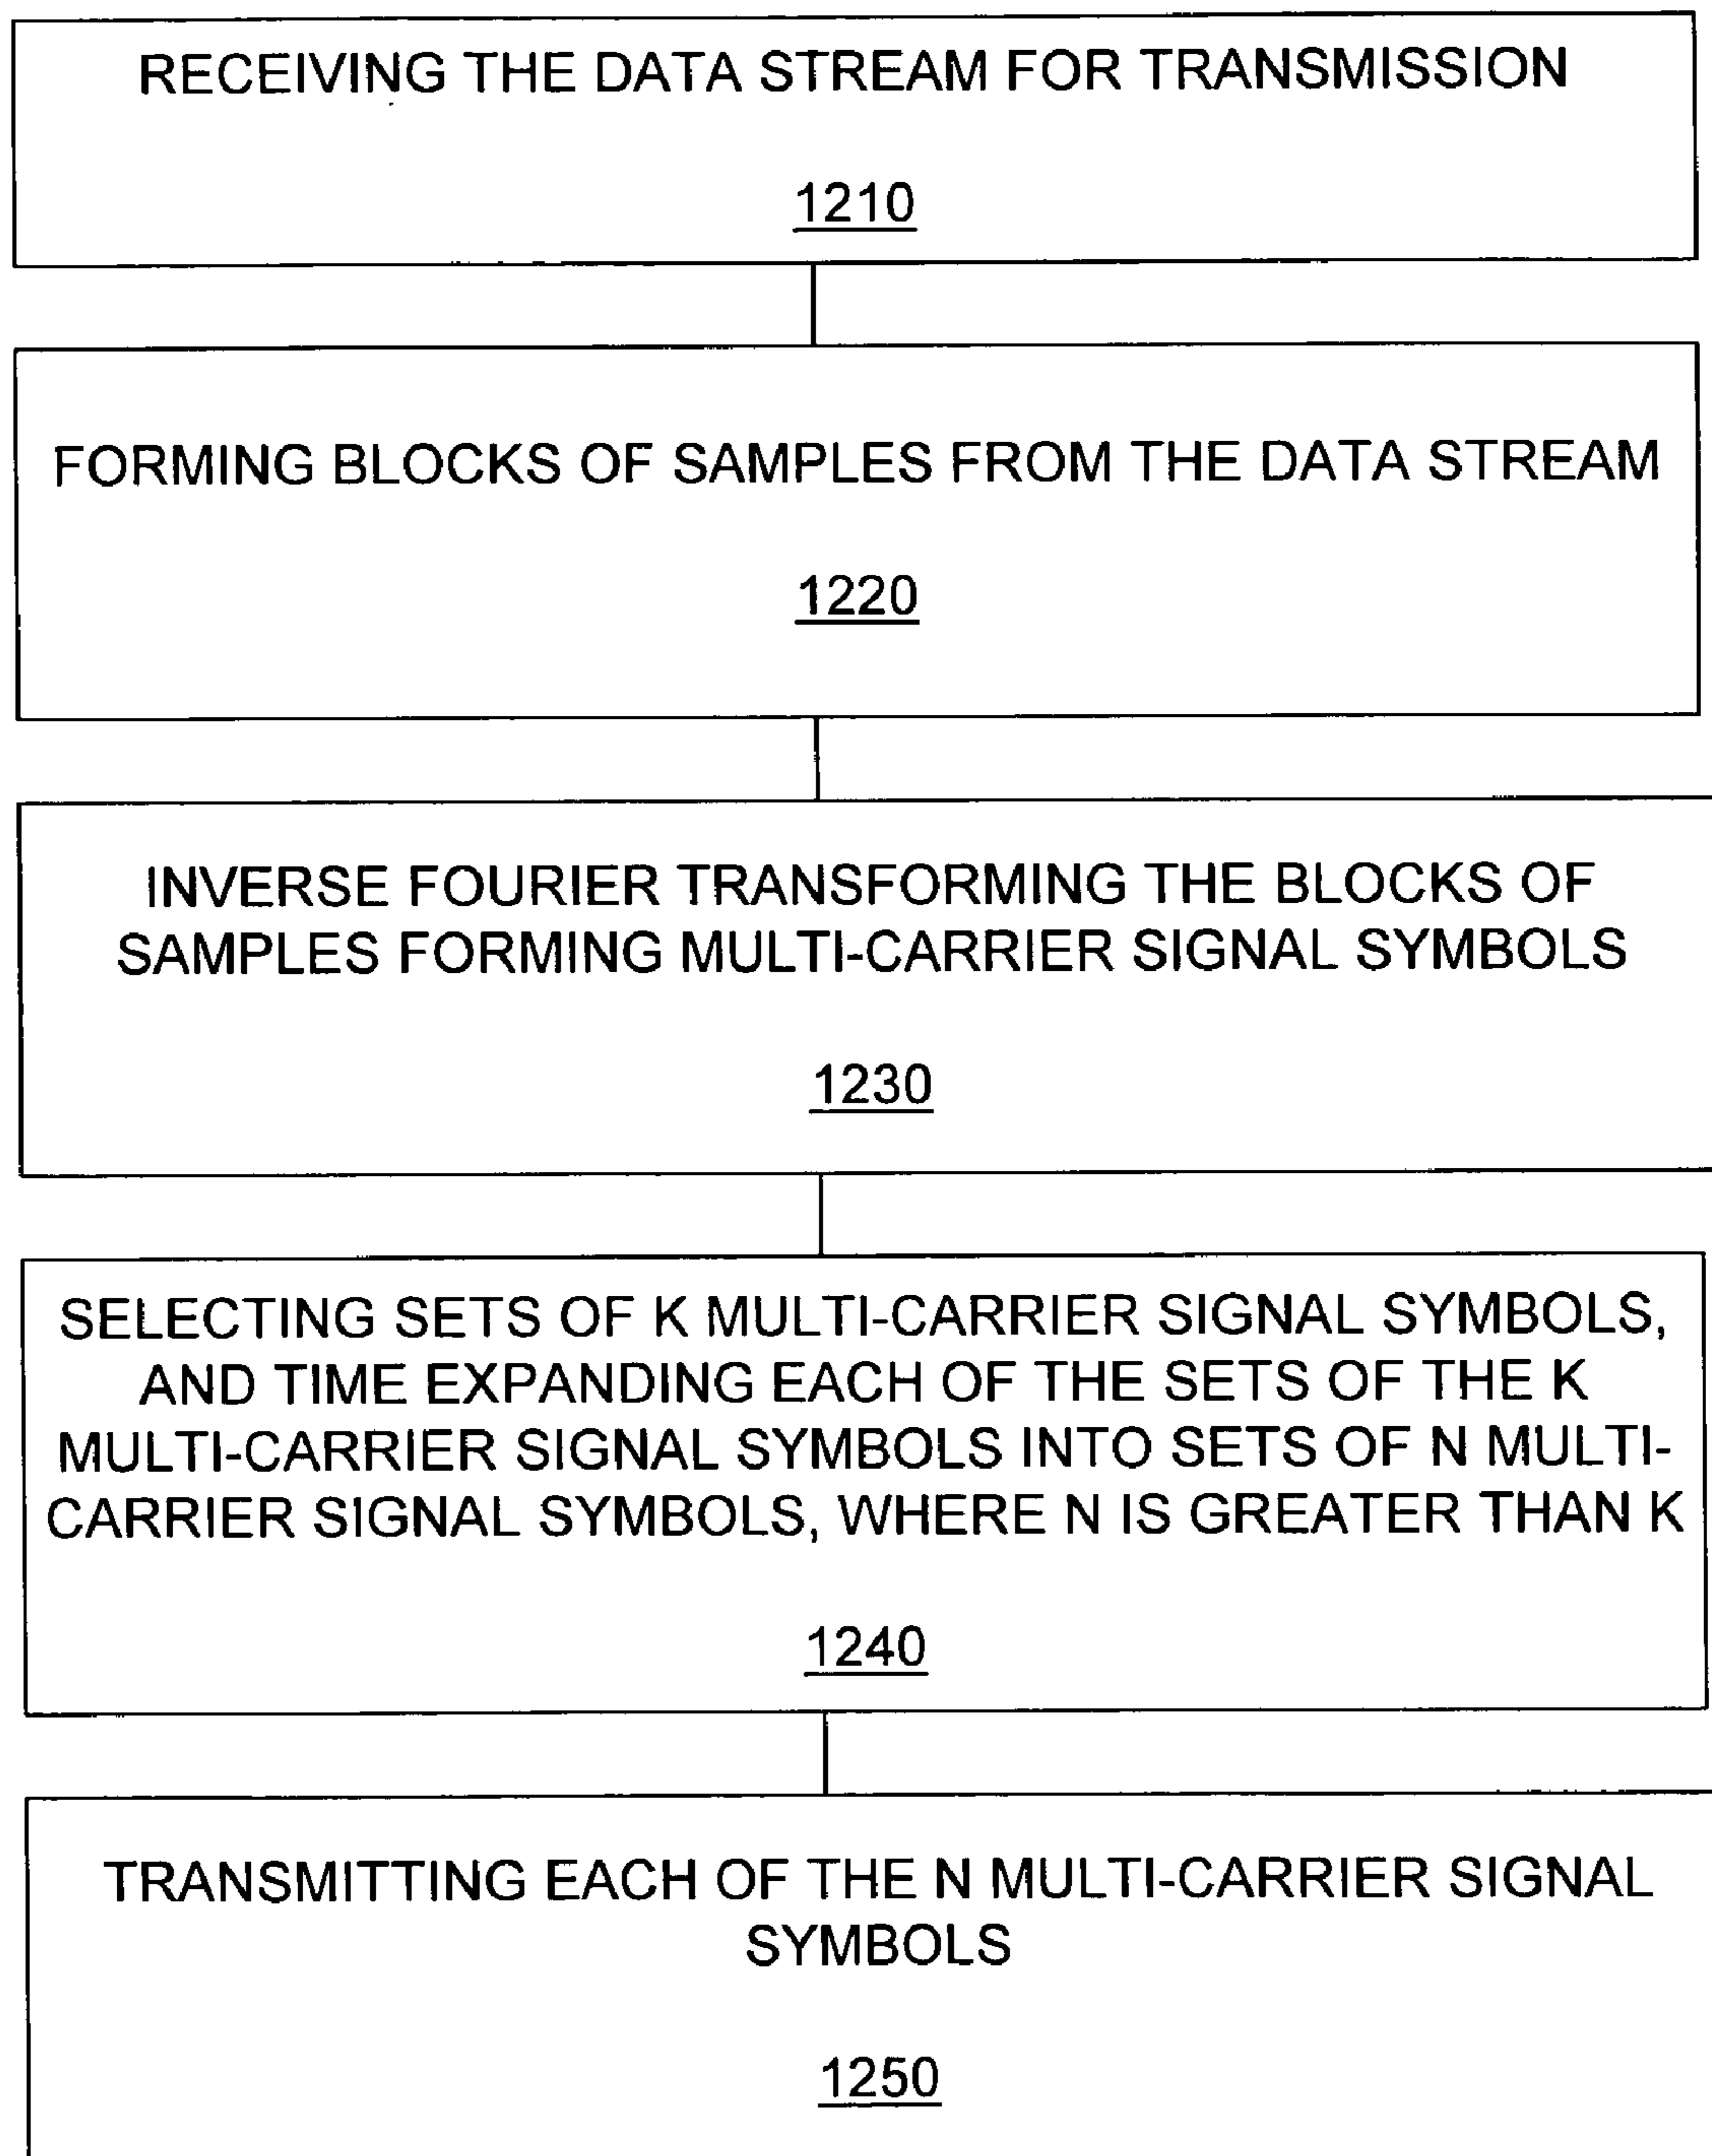 RECEIVING THE DATA STREAM FOR TRANSMISSION
1210
FORMING BLOCKS OF SAMPLES FROM THE DATA STREAM
1220
INVERSE FOURIER TRANSFORMING THE BLOCKS OF
SAMPLES FORMING MULTI-CARRIER SIGNAL SYMBOLS
1230
SELECTING SETS OF K MULTI-CARRIER SIGNAL SYMBOLS,
AND TIME EXPANDING EACH OF THE SETS OF THE K
MULTI-CARRIER SIGNAL SYMBOLS INTO SETS OF N MULTI-
CARRIER SIGNAL SYMBOLS, WHERE N IS GREATER THAN K
1240
TRANSMITTING EACH OF THE N MULTI-CARRIER SIGNAL
SYMBOLS
1250